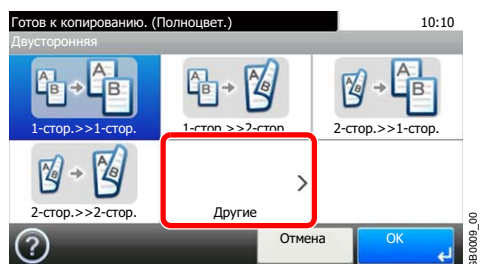 Готов к копированию. (Полноцвет.) 10:10
Двусторонняя
1-стор.>>1-стор. 1-стор.>>2-стор. 2-стор.>>1-стор.
2-стор.>>2-стор. Другие
Отмена OK
GB0009_00